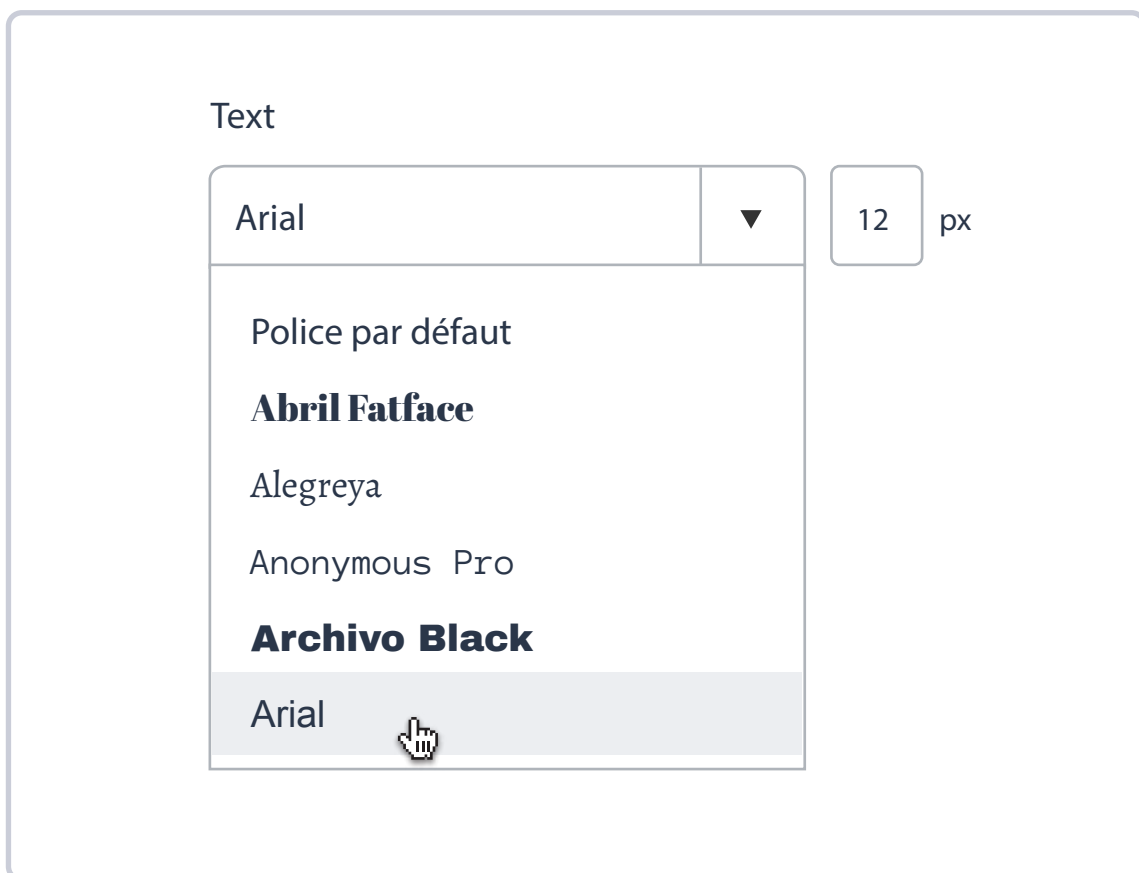 Text
Arial ▼ 12 px
Police par défaut
Abril Fatface
Alegreya
Anonymous Pro
Archivo Black
Arial